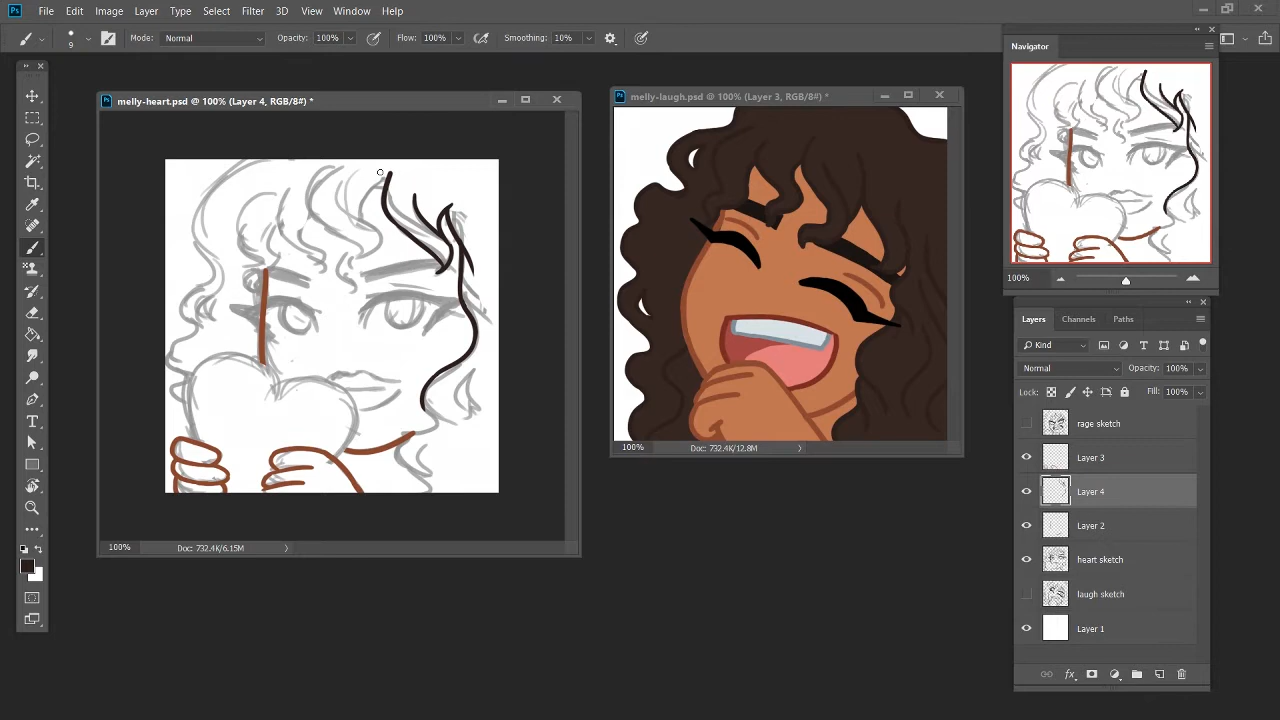 Ps File Edit Image Layer Type Select Filter 3D View Window Help
9 Mode: Normal Opacity: 100% Flow: 100% Smoothing: 10%
Navigator
100%
melly-heart.psd @ 100% (Layer 4, RGB/8#) *
100% Doc: 732.4K/6.15M
melly-laugh.psd @ 100% (Layer 3, RGB/8#) *
100% Doc: 732.4K/12.8M
Layers Channels Paths
Kind
Normal Opacity: 100%
Lock: Fill: 100%
rage sketch
Layer 3
Layer 4
Layer 2
heart sketch
laugh sketch
Layer 1
fx